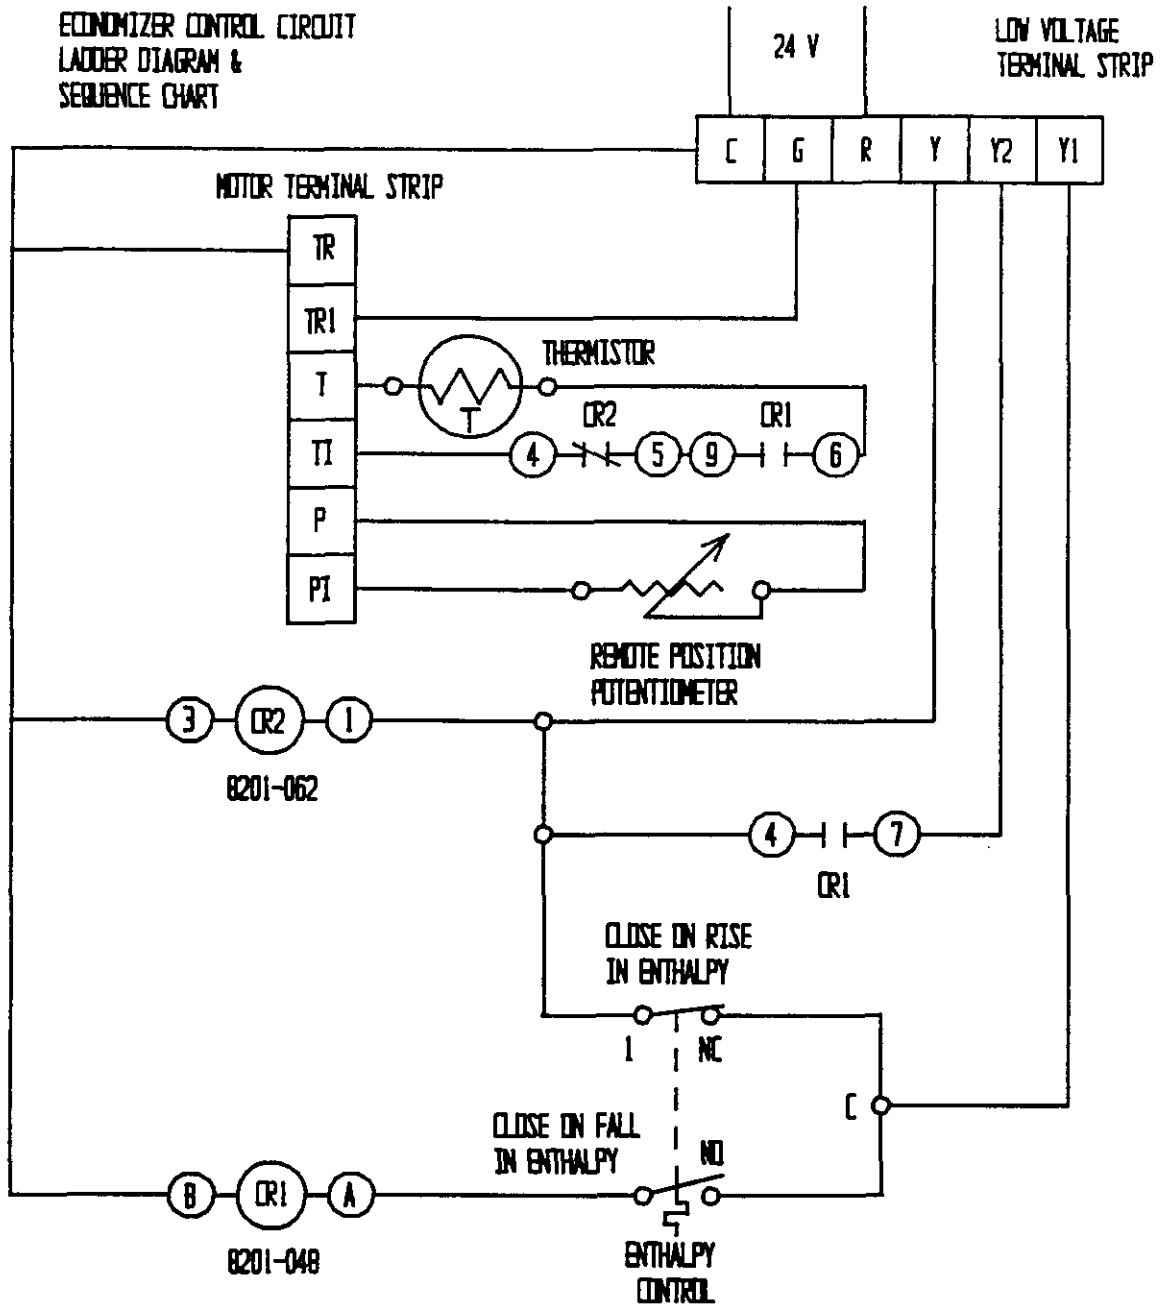 ECONOMIZER CONTROL CIRCUIT
LADDER DIAGRAM &
SEQUENCE CHART
24 V
LOW VOLTAGE
TERMINAL STRIP
C G R Y Y2 Y1
MOTOR TERMINAL STRIP
TR
TR1
T
THERMISTOR
T
CR2
CR1
T1
4
5
9
6
P
P1
REMOTE POSITION
POTENTIOMETER
3
CR2
1
8201-062
4
7
CR1
CLOSE ON RISE
IN ENTHALPY
1
NC
C
CLOSE ON FALL
IN ENTHALPY
NO
B
CR1
A
8201-048
ENTHALPY
CONTROL